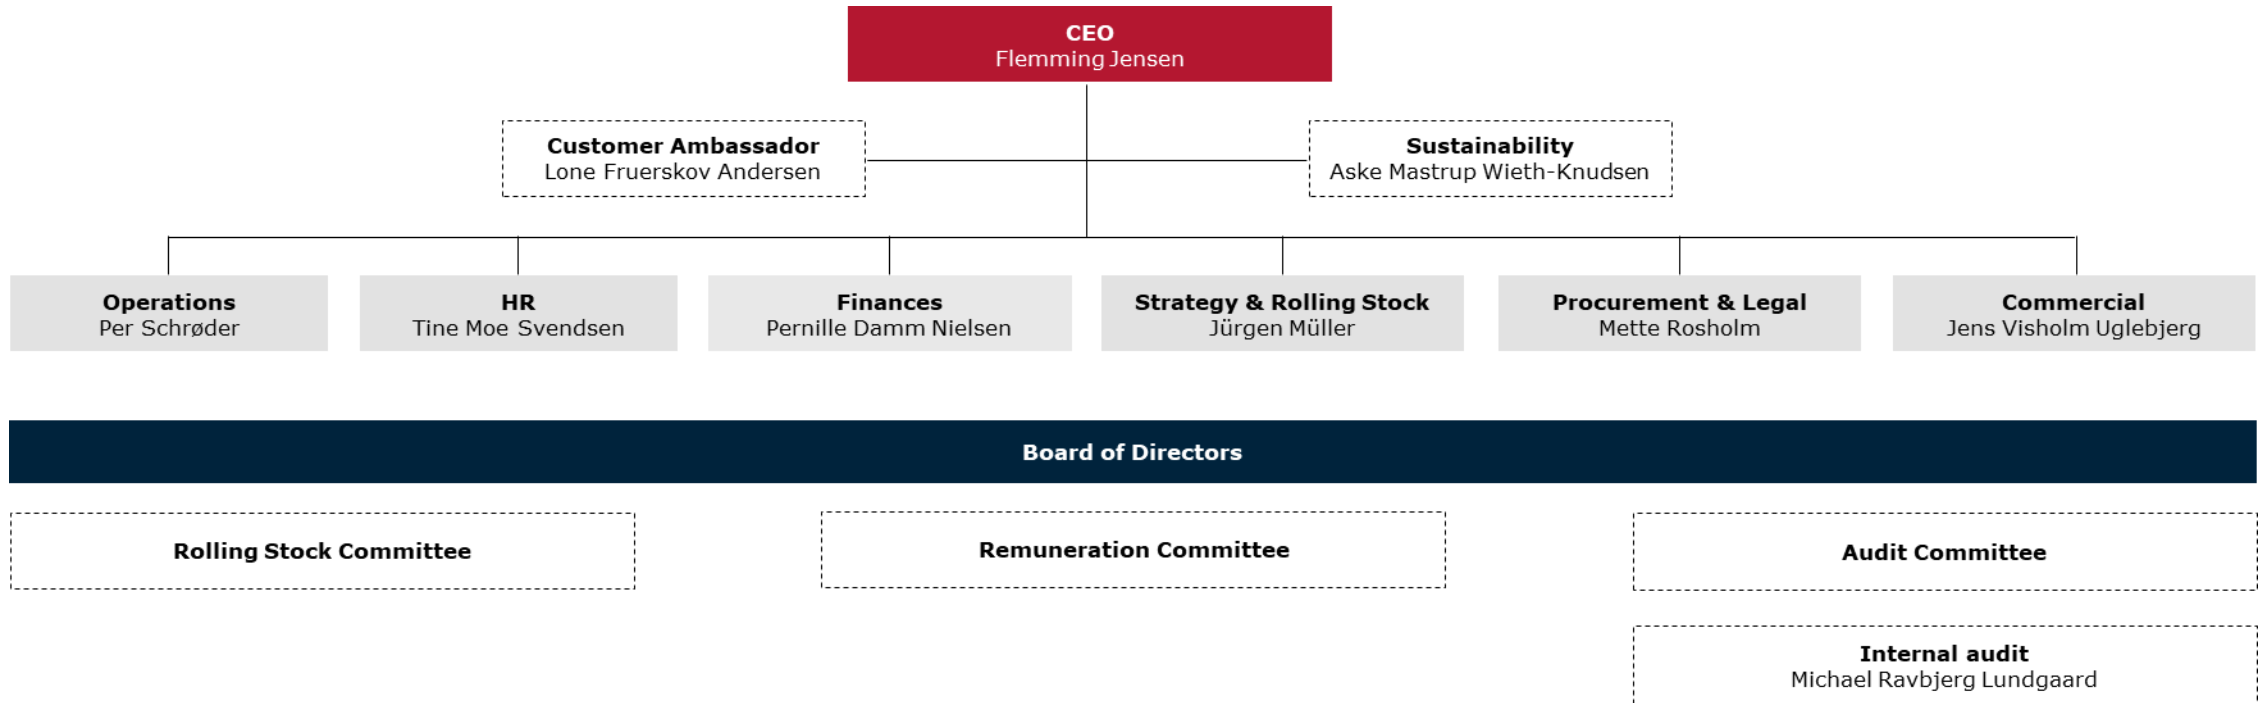 CEO
Flemming Jensen
Customer Ambassador
Lone Fruerskov Andersen
Sustainability
Aske Mastrup Wieth-Knudsen
Operations
Per Schrøder
HR
Tine Moe Svendsen
Finances
Pernille Damm Nielsen
Strategy & Rolling Stock
Jürgen Müller
Procurement & Legal
Mette Rosholm
Commercial
Jens Visholm Uglebjerg
Board of Directors
Rolling Stock Committee
Remuneration Committee
Audit Committee
Internal audit
Michael Ravbjerg Lundgaard